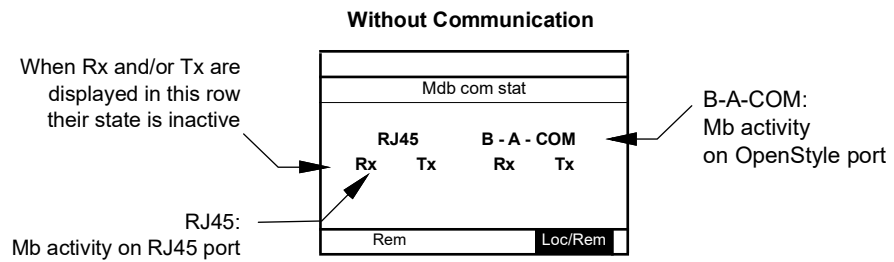 Without Communication
When Rx and/or Tx are
displayed in this row
their state is inactive
Mdb com stat
RJ45 B - A - COM
Rx Tx Rx Tx
B-A-COM:
Mb activity
on OpenStyle port
RJ45:
Mb activity on RJ45 port
Rem Loc/Rem